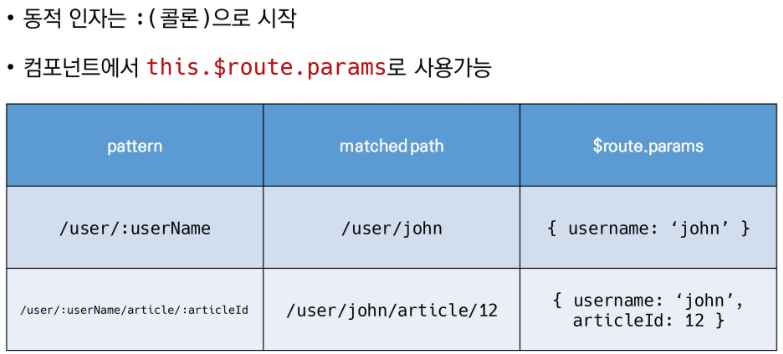 • 동적 인자는 :(콜론)으로 시작
• 컴포넌트에서 this.$route.params로 사용가능
pattern
matched path
$route.params
/user/:userName
/user/john
{ username: ‘john’ }
/user/:userName/article/:articleId
/user/john/article/12
{ username: ‘john’,
articleId: 12 }